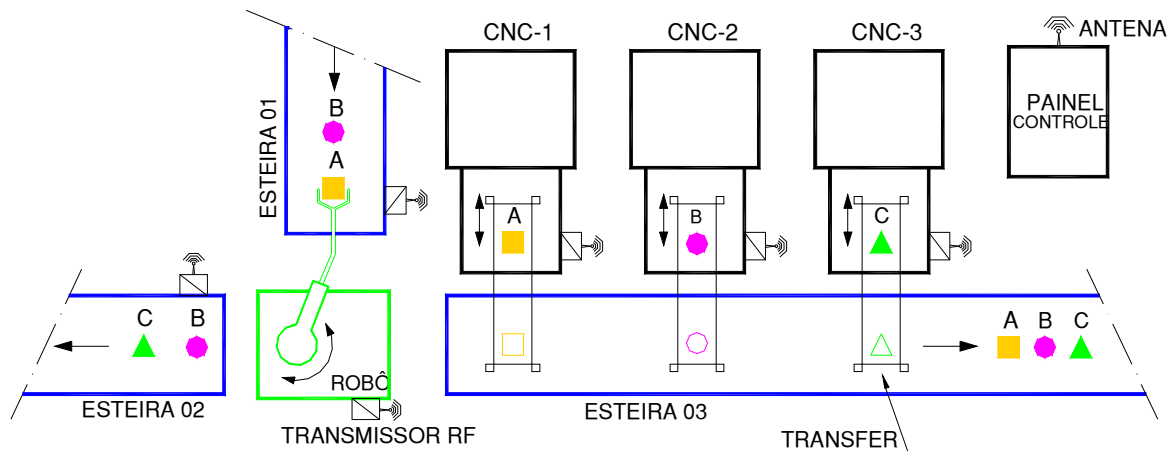 CNC-1
CNC-2
CNC-3
ANTENA
ESTEIRA 01
B
A
PAINEL
CONTROLE
A
B
C
C
B
A
B
C
ROBÔ
ESTEIRA 02
ESTEIRA 03
TRANSMISSOR RF
TRANSFER